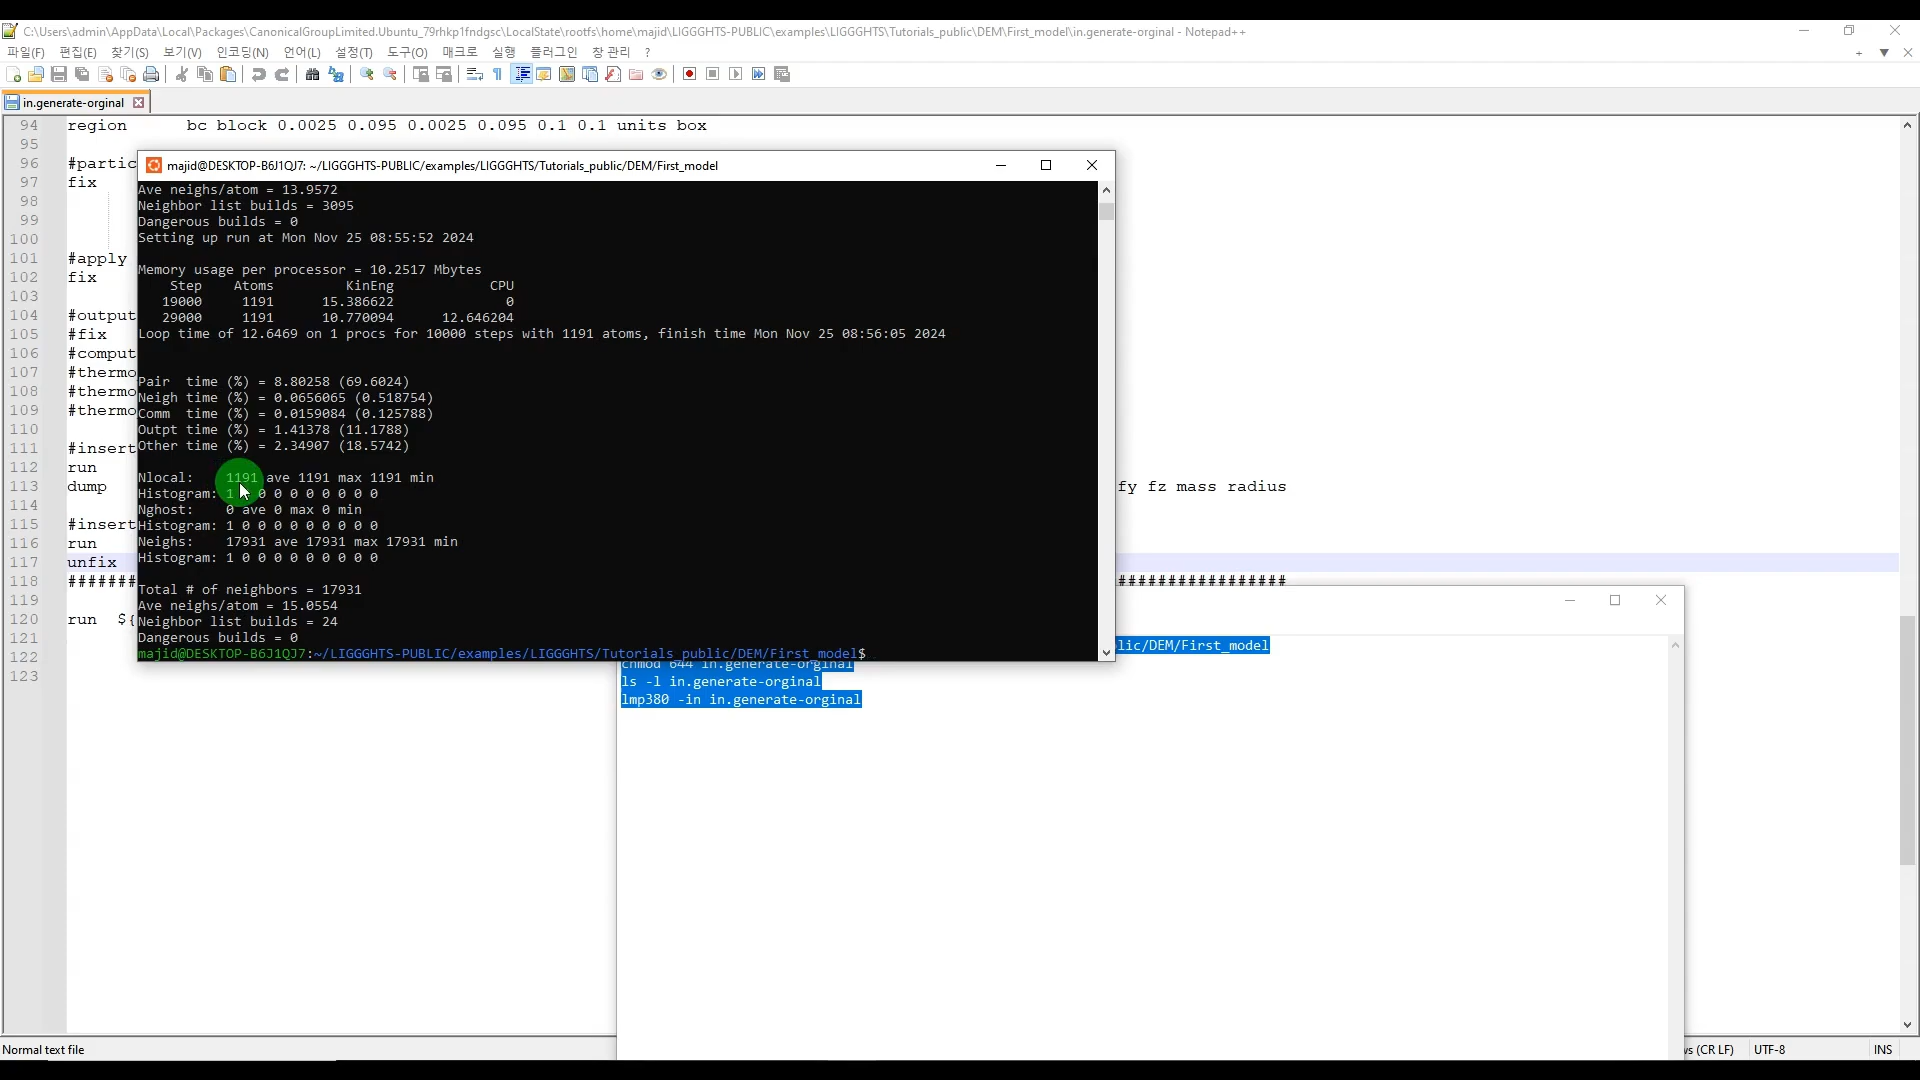 C:\Users\admin\AppData\Local\Packages\CanonicalGroupLimited.Ubuntu_79rhkp1fndgsc\LocalState\rootfs\home\majid\LIGGGHTS-PUBLIC\examples\LIGGGHTS\Tutorials_public\DEM\First_model\in.generate-orginal - Notepad++
파일(F) 편집(E) 찾기(S) 보기(V) 인코딩(N) 언어(L) 설정(T) 도구(O) 매크로 실행 플러그인 창 관리 ?
in.generate-orginal
94 region bc block 0.0025 0.095 0.0025 0.095 0.1 0.1 units box
95
96 #partic
97 fix
98
99
100
101 #apply
102 fix
103
104 #output
105 #fix
106 #comput
107 #thermo
108 #thermo
109 #thermo
110
111 #insert
112 run
113 dump fy fz mass radius
114
115 #insert
116 run
117 unfix
118 ####### #################
119
120 run ${
121
122
123
majid@DESKTOP-B6J1QJ7: ~/LIGGGHTS-PUBLIC/examples/LIGGGHTS/Tutorials_public/DEM/First_model
Ave neighs/atom = 13.9572
Neighbor list builds = 3095
Dangerous builds = 0
Setting up run at Mon Nov 25 08:55:52 2024
Memory usage per processor = 10.2517 Mbytes
Step Atoms KinEng CPU
19000 1191 15.386622 0
29000 1191 10.770094 12.646204
Loop time of 12.6469 on 1 procs for 10000 steps with 1191 atoms, finish time Mon Nov 25 08:56:05 2024
Pair time (%) = 8.80258 (69.6024)
Neigh time (%) = 0.0656065 (0.518754)
Comm time (%) = 0.0159084 (0.125788)
Outpt time (%) = 1.41378 (11.1788)
Other time (%) = 2.34907 (18.5742)
Nlocal: 1191 ave 1191 max 1191 min
Histogram: 1 0 0 0 0 0 0 0 0 0
Nghost: 0 ave 0 max 0 min
Histogram: 1 0 0 0 0 0 0 0 0 0
Neighs: 17931 ave 17931 max 17931 min
Histogram: 1 0 0 0 0 0 0 0 0 0
Total # of neighbors = 17931
Ave neighs/atom = 15.0554
Neighbor list builds = 24
Dangerous builds = 0
majid@DESKTOP-B6J1QJ7:~/LIGGGHTS-PUBLIC/examples/LIGGGHTS/Tutorials_public/DEM/First_model$
lic/DEM/First_model
chmod 644 in.generate-orginal
ls -l in.generate-orginal
lmp380 -in in.generate-orginal
Normal text file
(CR LF) UTF-8 INS